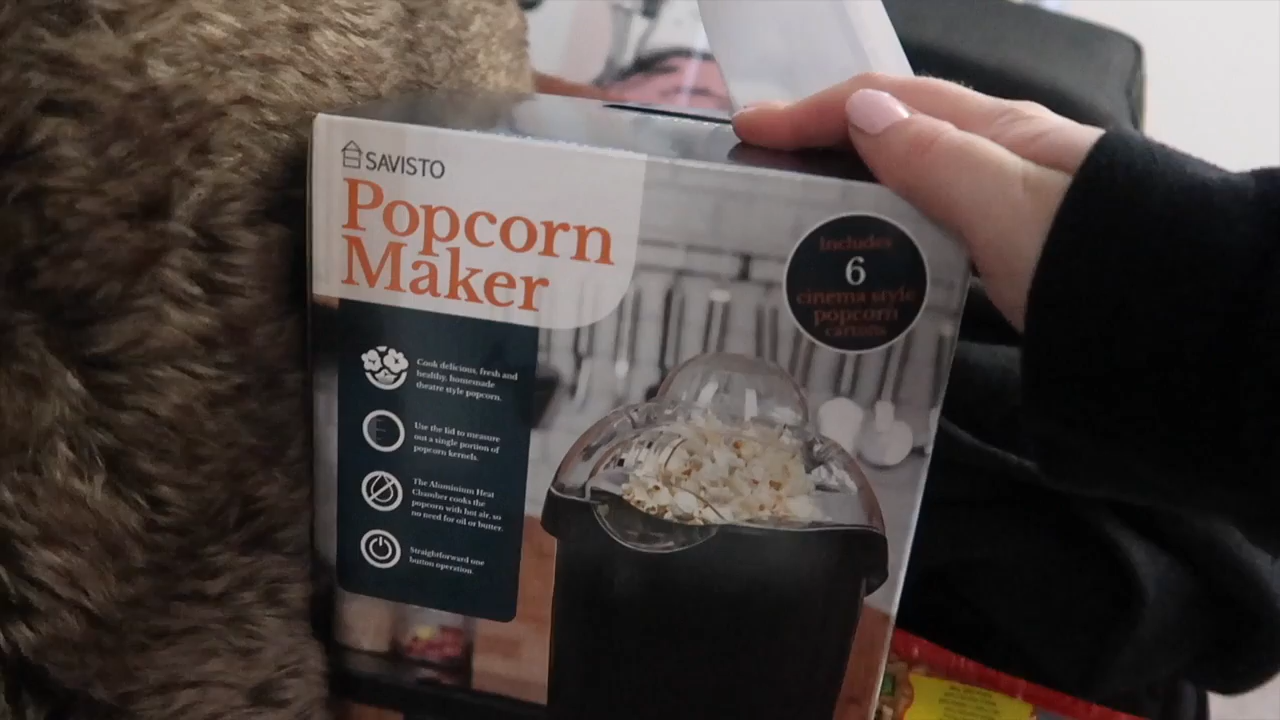 SAVISTO
Popcorn
Maker
Includes
6
cinema style
popcorn
cartons
Cook delicious, fresh and
healthy, homemade
theatre style popcorn.
Use the lid to measure
out a single portion of
popcorn kernels.
The Aluminium Heat
Chamber cooks the
popcorn with hot air, so
no need for oil or butter.
Straightforward one
button operation.